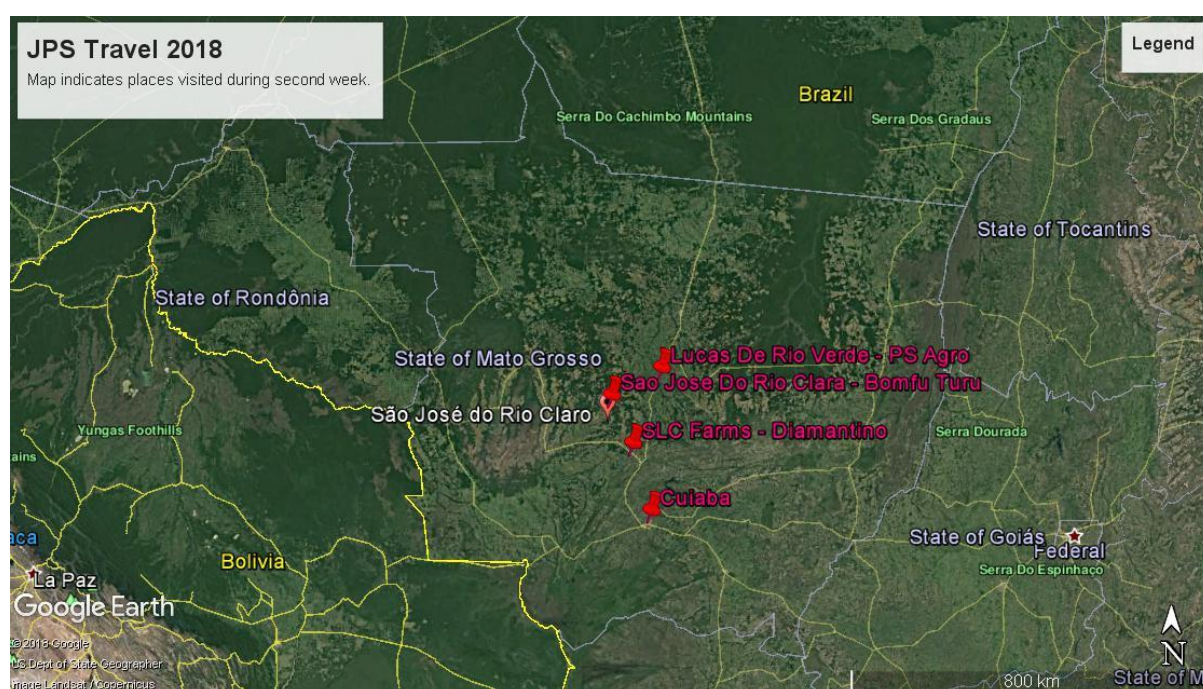 JPS Travel 2018
Map indicates places visited during second week.
Legend
Brazil
Serra Do Cachimbo Mountains
Serra Dos Gradaus
State of Tocantins
State of Rondônia
State of Mato Grosso
Lucas De Rio Verde - PS Agro
Sao Jose Do Rio Clara - Bomfu Turu
São José do Rio Claro
Yungas Foothills
SLC Farms - Diamantino
Serra Dourada
ains
Cuiaba
aca
State of Goiás
Federal
Bolivia
Serra Do Espinhaço
La Paz
Google Earth
© 2018 Google
US Dept of State Geographer
Image Landsat / Copernicus
N
800 km
State of M